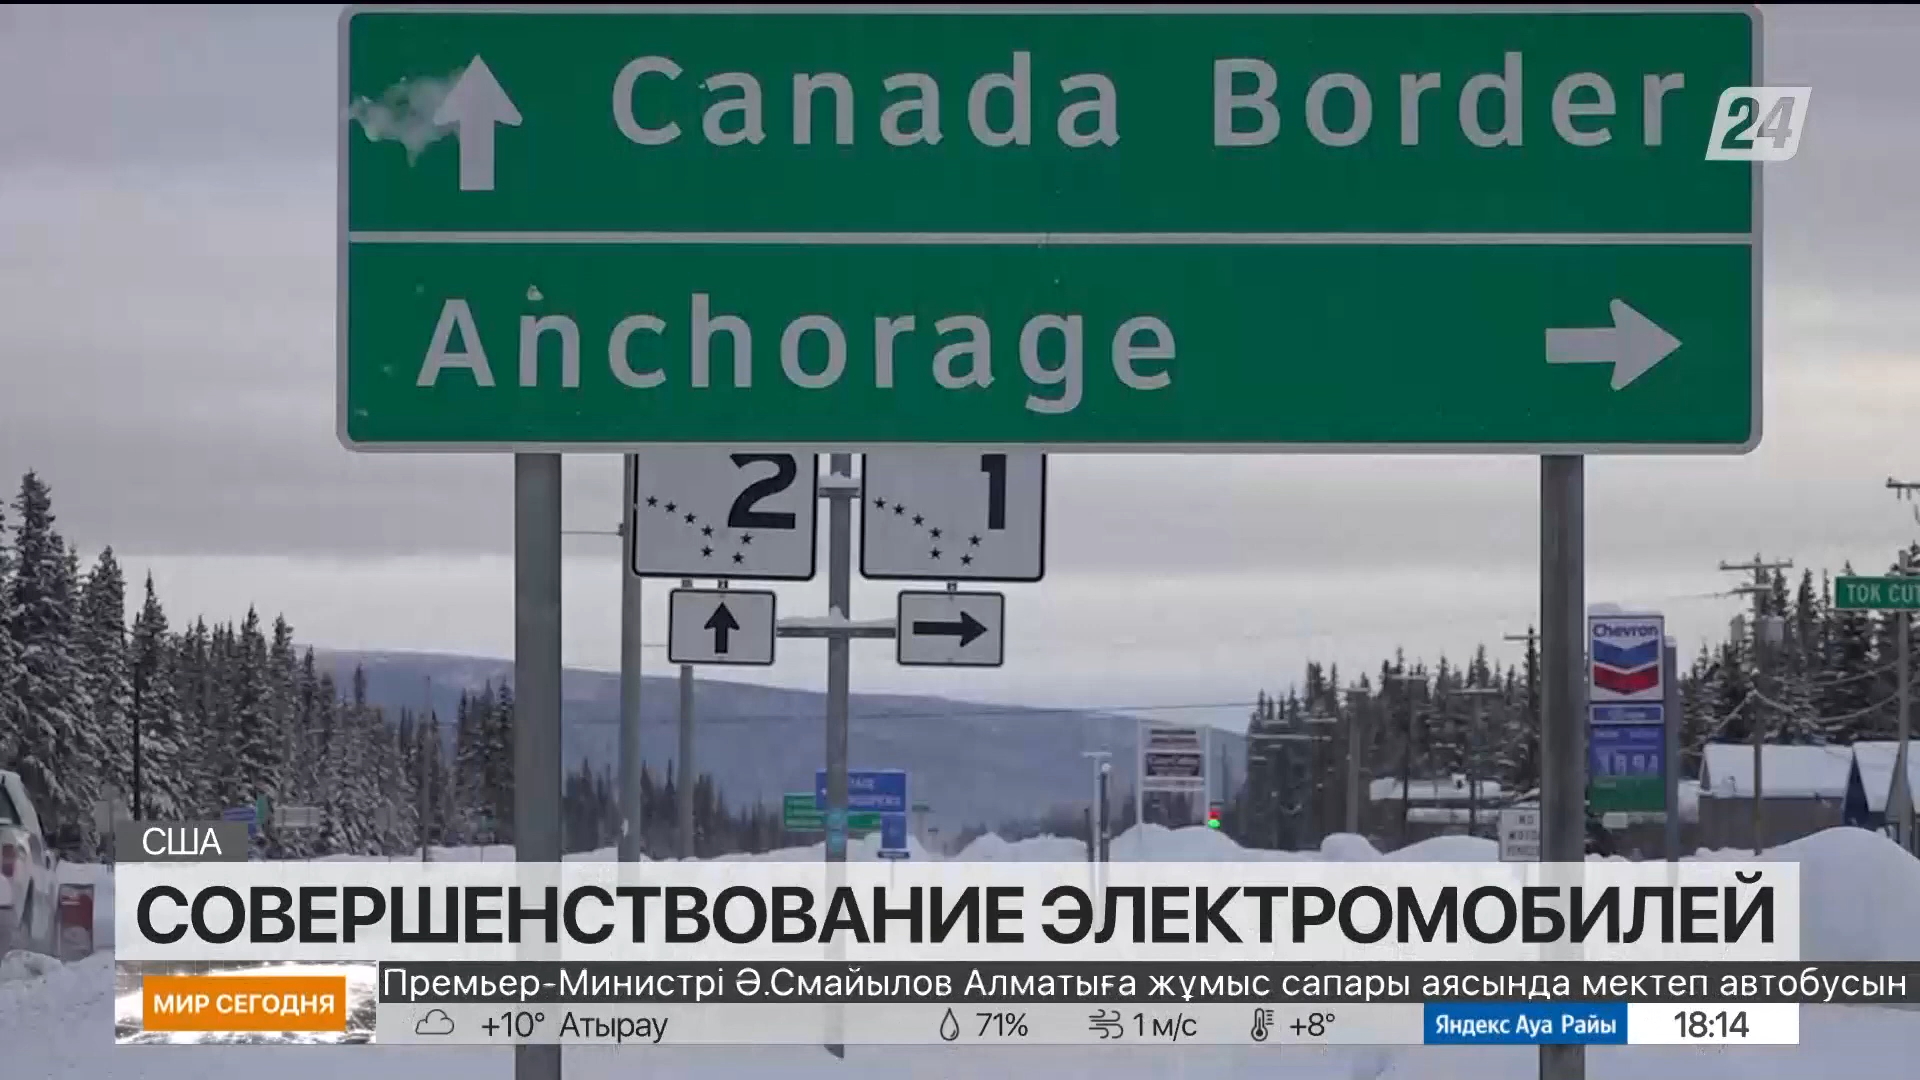 Canada Border
24
Anchorage
2
1
TOK CUT
Chevron
NO
США
СОВЕРШЕНСТВОВАНИЕ ЭЛЕКТРОМОБИЛЕЙ
МИР СЕГОДНЯ
Премьер-Министрі Ә.Смайылов Алматыға жұмыс сапары аясында мектеп автобусын
+10° Атырау 71% 1 м/с +8° Яндекс Ауа Райы 18:14